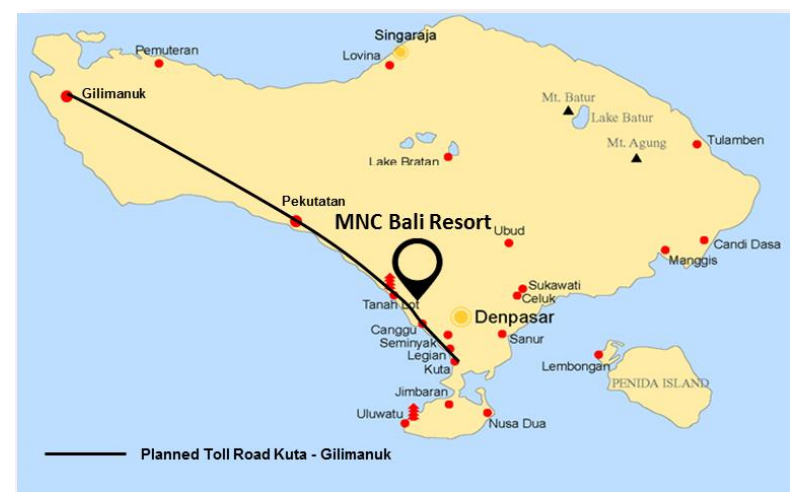 Singaraja
Pemuteran
Lovina
Gilimanuk
Mt. Batur
Lake Batur
Mt. Agung
Tulamben
Lake Bratan
Pekutatan
MNC Bali Resort
Ubud
Candi Dasa
Manggis
Sukawati
Celuk
Tanah Lot
Denpasar
Canggu
Seminyak
Sanur
Legian
Kuta
Lembongan
PENIDA ISLAND
Jimbaran
Uluwatu
Nusa Dua
Planned Toll Road Kuta - Gilimanuk